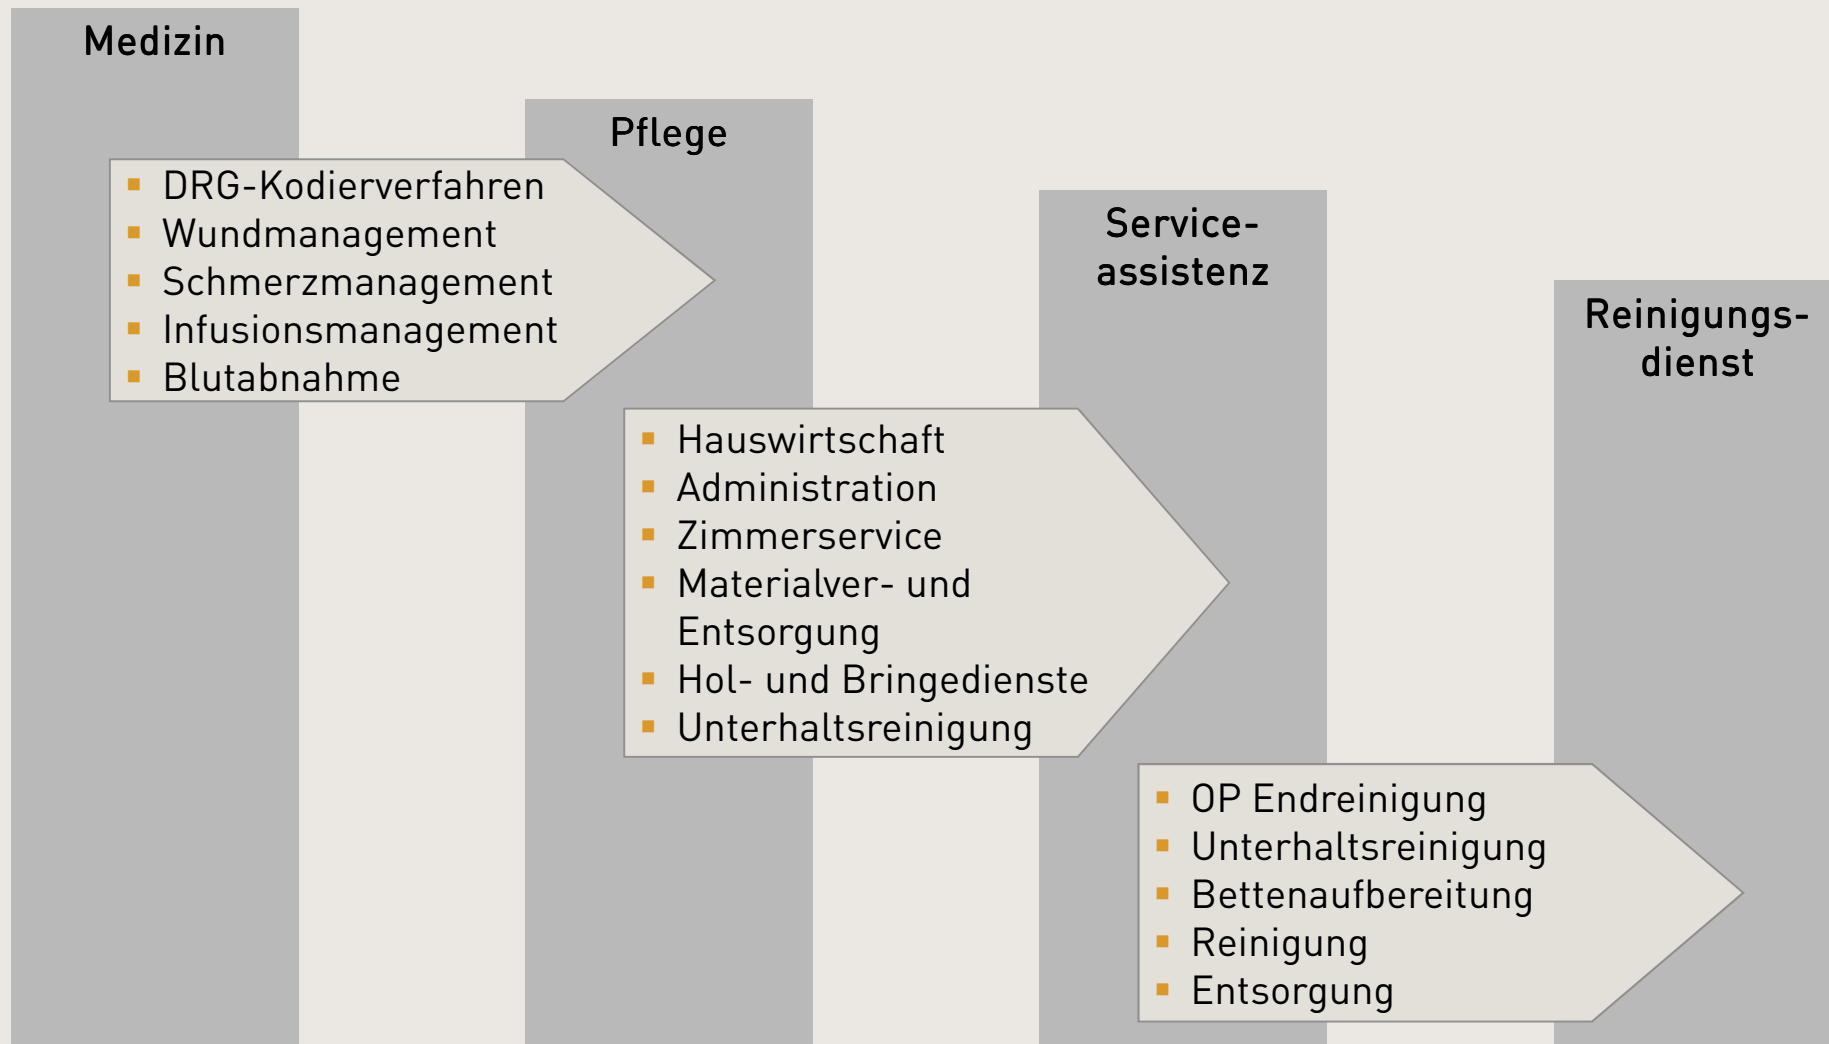 Medizin
Pflege
Service-
assistenz
Reinigungs-
dienst
▪ DRG-Kodierverfahren
▪ Wundmanagement
▪ Schmerzmanagement
▪ Infusionsmanagement
▪ Blutabnahme
▪ Hauswirtschaft
▪ Administration
▪ Zimmerservice
▪ Materialver- und
Entsorgung
▪ Hol- und Bringedienste
▪ Unterhaltsreinigung
▪ OP Endreinigung
▪ Unterhaltsreinigung
▪ Bettenaufbereitung
▪ Reinigung
▪ Entsorgung